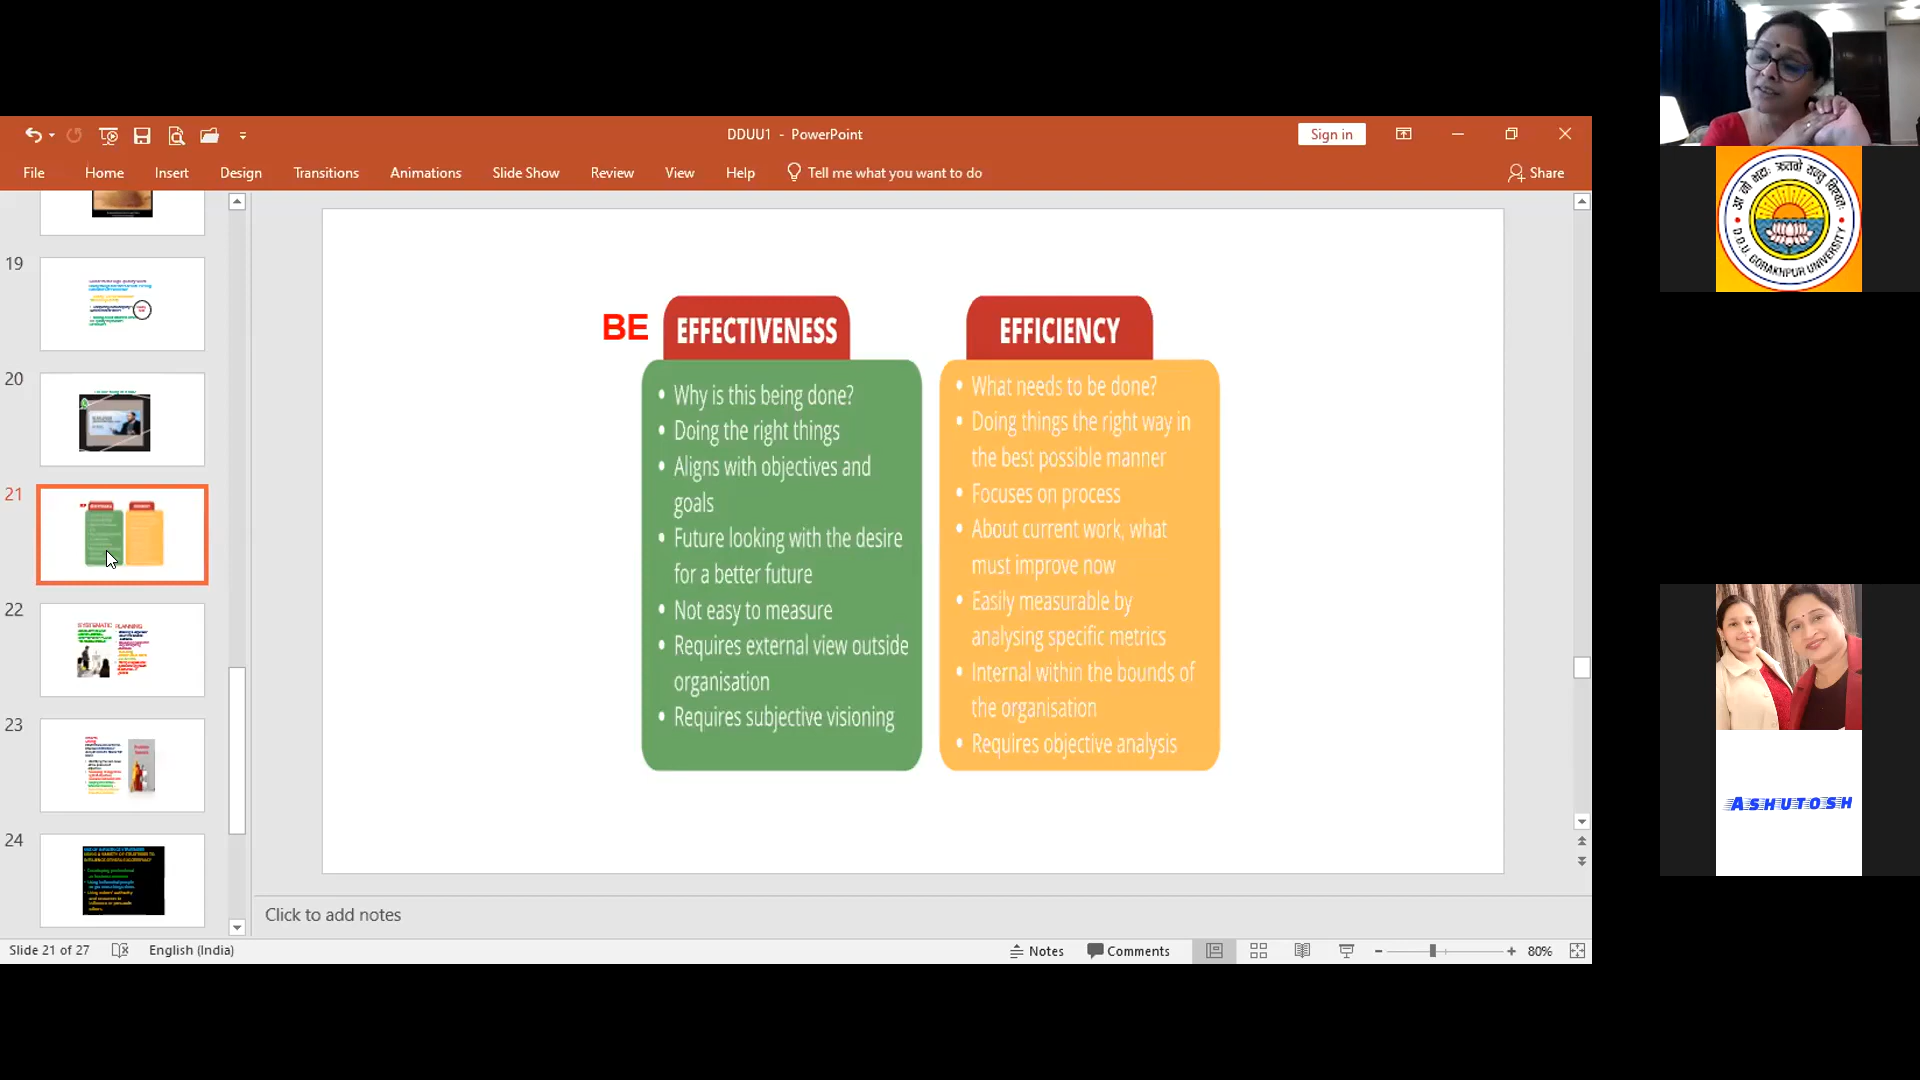 DDUU1 - PowerPoint
Sign in
File Home Insert Design Transitions Animations Slide Show Review View Help Tell me what you want to do Share
19
20
21
22
SYSTEMATIC PLANNING
23
24
BE
EFFECTIVENESS
• Why is this being done?
• Doing the right things
• Aligns with objectives and
goals
• Future looking with the desire
for a better future
• Not easy to measure
• Requires external view outside
organisation
• Requires subjective visioning
EFFICIENCY
• What needs to be done?
• Doing things the right way in
the best possible manner
• Focuses on process
• About current work, what
must improve now
• Easily measurable by
analysing specific metrics
• Internal within the bounds of
the organisation
• Requires objective analysis
Click to add notes
Slide 21 of 27 English (India) Notes Comments 80%
आ नो भद्राः क्रतवो यन्तु विश्वतः
D.D.U. GORAKHPUR UNIVERSITY
ASHUTOSH